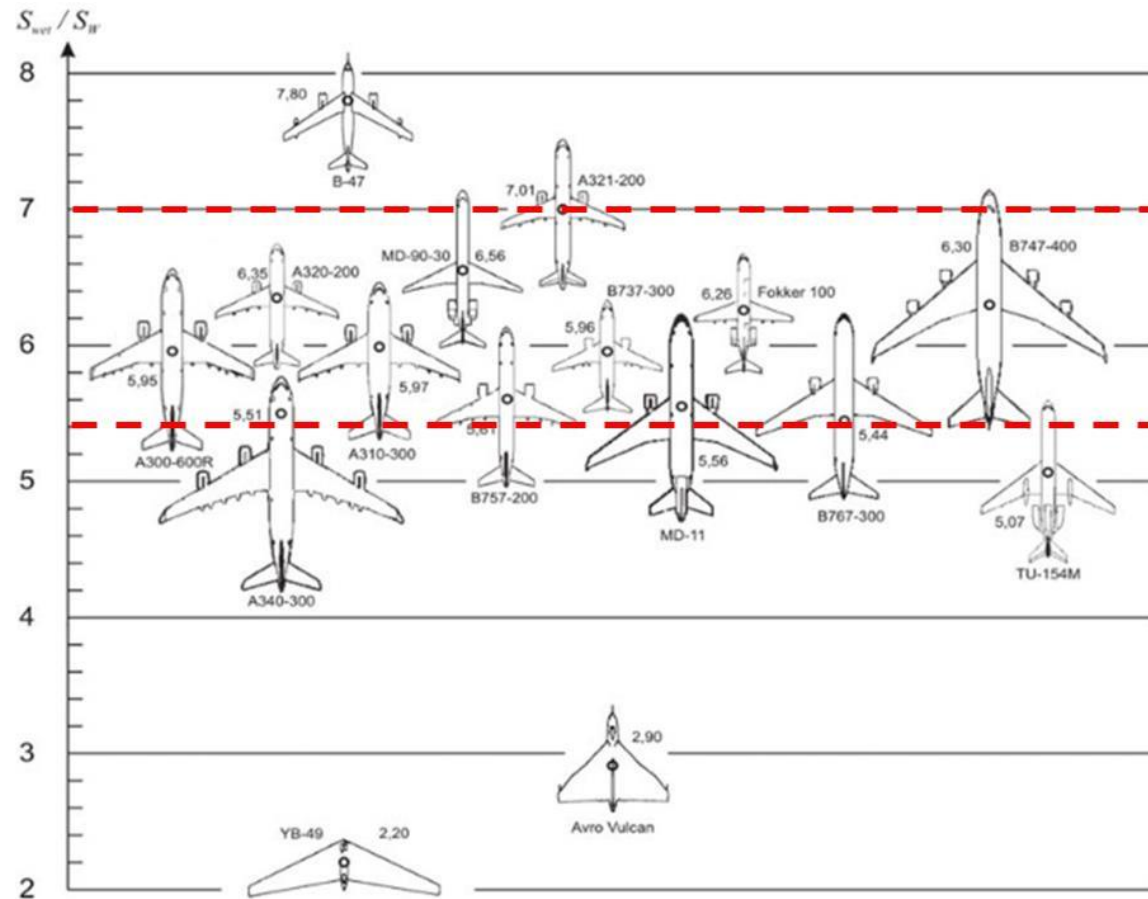 S_wet / S_W
8
7,80
B-47
7,01
A321-200
7
MD-90-30
6,56
6,30
B747-400
6,35
A320-200
B737-300
6,26
Fokker 100
5,96
6
5,95
5,97
5,51
A300-600R
A310-300
5,61
5,56
5,44
5
B757-200
MD-11
B767-300
5,07
TU-154M
A340-300
4
3
2,90
Avro Vulcan
YB-49
2,20
2